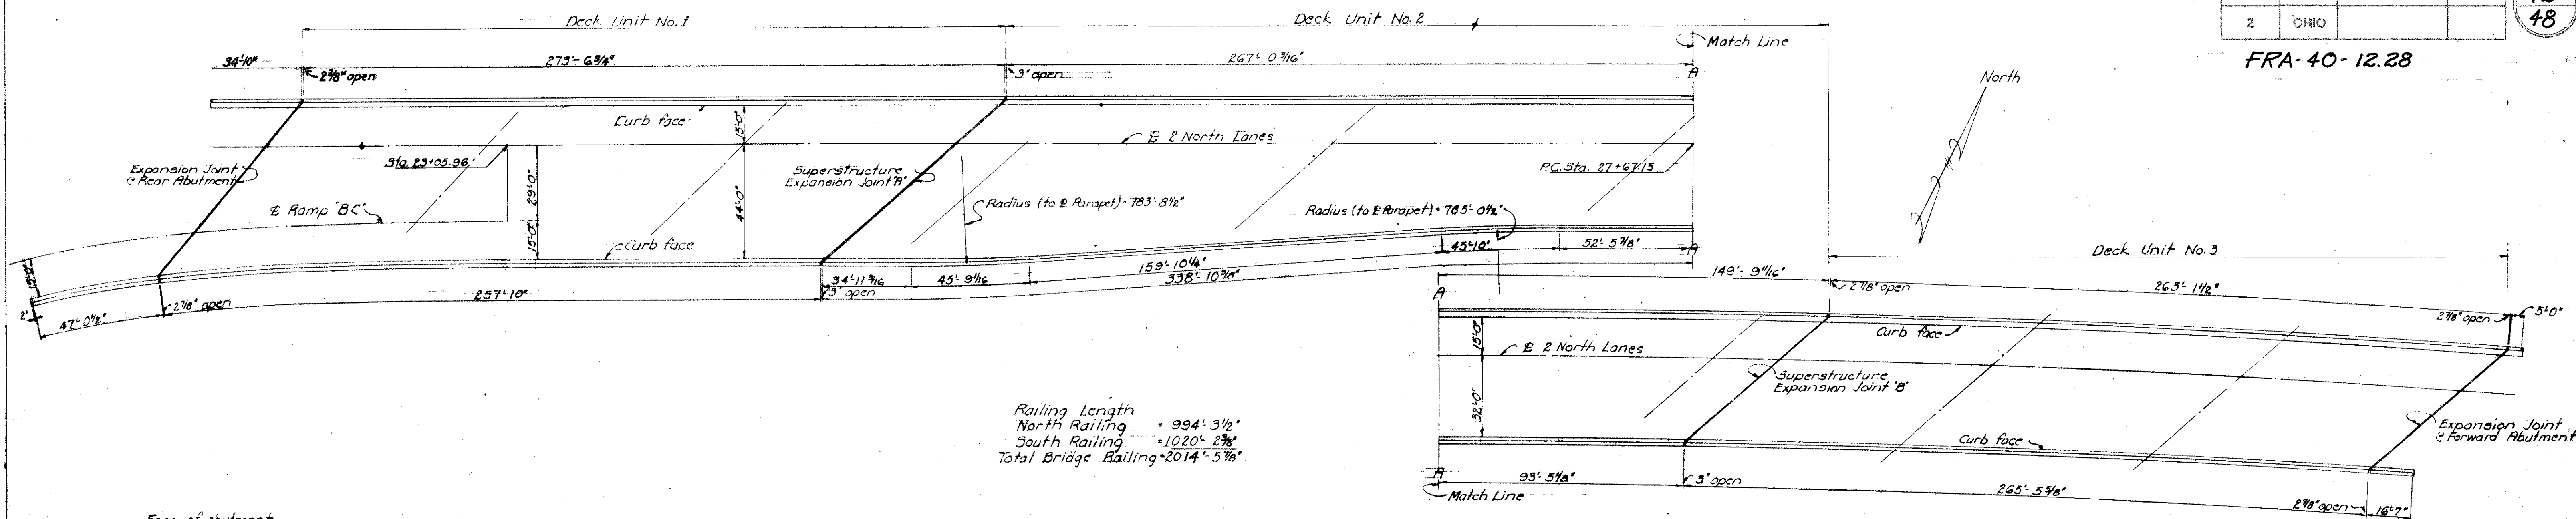 Deck Unit No.1
Deck Unit No.2
2 OHIO
48
FRA-40-12.28
34'-10"
273'-6 3/4"
267'-0 3/16"
Match Line
2 7/8" open
3" open
A
North
Curb face
15'-0"
℄ 2 North Lanes
Sta. 23+05.96
Expansion Joint
@ Rear Abutment
Superstructure
Expansion Joint 'A'
P.C. Sta. 27+67.15
29'-0"
44'-0"
℄ Ramp 'BC'
Radius (to ℄ Parapet) = 783'-8 1/2"
Radius (to ℄ Parapet) = 785'-0 1/2"
15'-0"
Curb face
45'-10"
52'-5 7/8"
A
Deck Unit No.3
15'-0"
34'-11 3/16
45'-9 1/16
159'-10 1/4"
338'-10 3/8"
149'-9 11/16"
3" open
257'-10"
2 7/8" open
2"
47'-0 1/2"
A
2 7/8" open
263'-1 1/2"
2 7/8" open
5'-0"
Curb face
15'-0"
℄ 2 North Lanes
Superstructure
Expansion Joint 'B'
32'-0"
Railing Length
North Railing = 994'-3 1/2"
South Railing = 1020'-2 3/8"
Total Bridge Railing = 2014'-5 7/8"
Curb face
Expansion Joint
@ Forward Abutment
A
93'-5 1/8"
3" open
265'-5 5/8"
2 7/8" open
16'-7"
Match Line